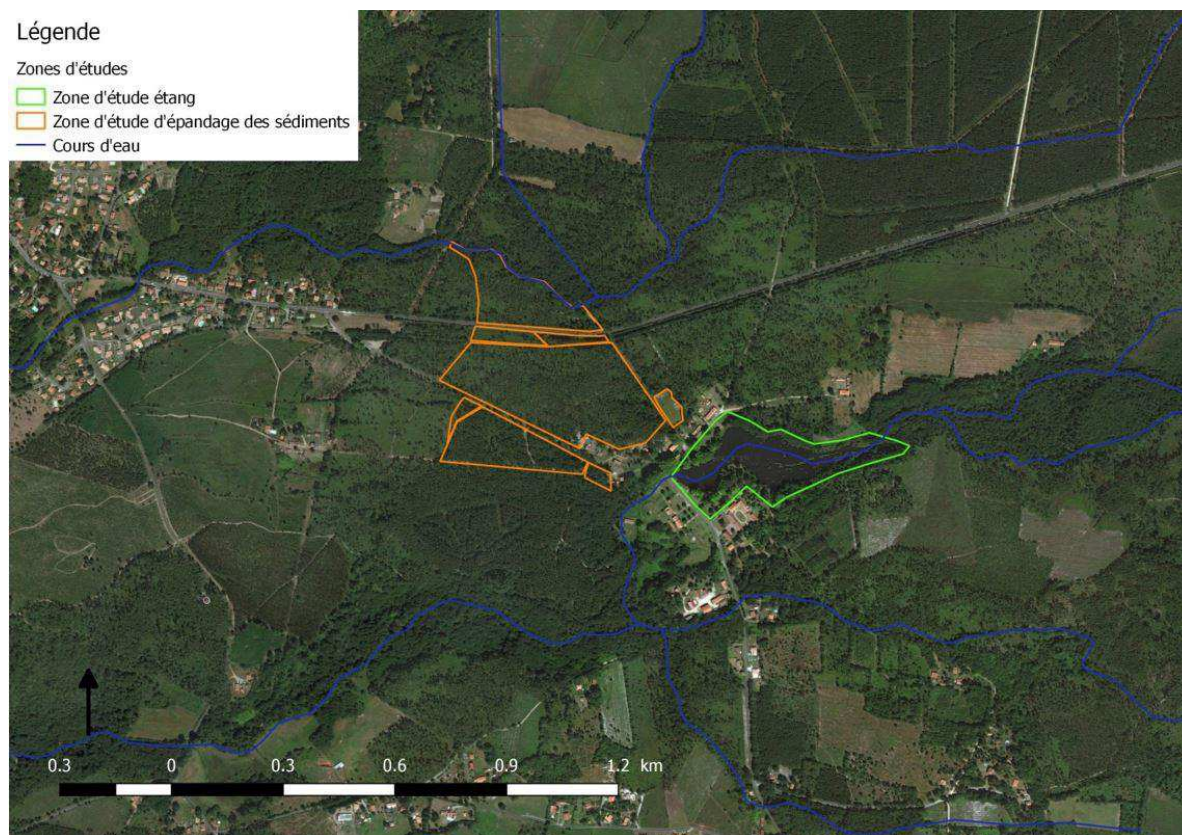 Légende
Zones d'études
Zone d'étude étang
Zone d'étude d'épandage des sédiments
Cours d'eau
0.3 0 0.3 0.6 0.9 1.2 km